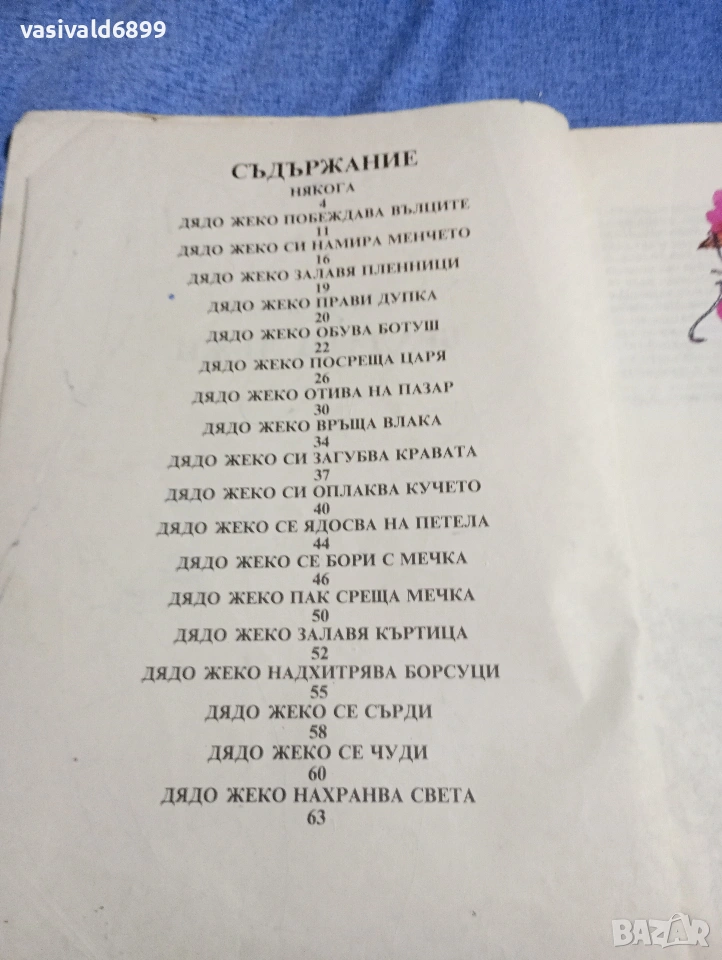 vasivald6899
СЪДЪРЖАНИЕ
НЯКОГА
4
ДЯДО ЖЕКО ПОБЕЖДАВА ВЪЛЦИТЕ
11
ДЯДО ЖЕКО СИ НАМИРА МЕНЧЕТО
16
ДЯДО ЖЕКО ЗАЛАВЯ ПЛЕННИЦИ
19
ДЯДО ЖЕКО ПРАВИ ДУПКА
20
ДЯДО ЖЕКО ОБУВА БОТУШ
22
ДЯДО ЖЕКО ПОСРЕЩА ЦАРЯ
26
ДЯДО ЖЕКО ОТИВА НА ПАЗАР
30
ДЯДО ЖЕКО ВРЪЩА ВЛАКА
34
ДЯДО ЖЕКО СИ ЗАГУБВА КРАВАТА
37
ДЯДО ЖЕКО СИ ОПЛАКВА КУЧЕТО
40
ДЯДО ЖЕКО СЕ ЯДОСВА НА ПЕТЕЛА
44
ДЯДО ЖЕКО СЕ БОРИ С МЕЧКА
46
ДЯДО ЖЕКО ПАК СРЕЩА МЕЧКА
50
ДЯДО ЖЕКО ЗАЛАВЯ КЪРТИЦА
52
ДЯДО ЖЕКО НАДХИТРЯВА БОРСУЦИ
55
ДЯДО ЖЕКО СЕ СЪРДИ
58
ДЯДО ЖЕКО СЕ ЧУДИ
60
ДЯДО ЖЕКО НАХРАНВА СВЕТА
63
BAZAR